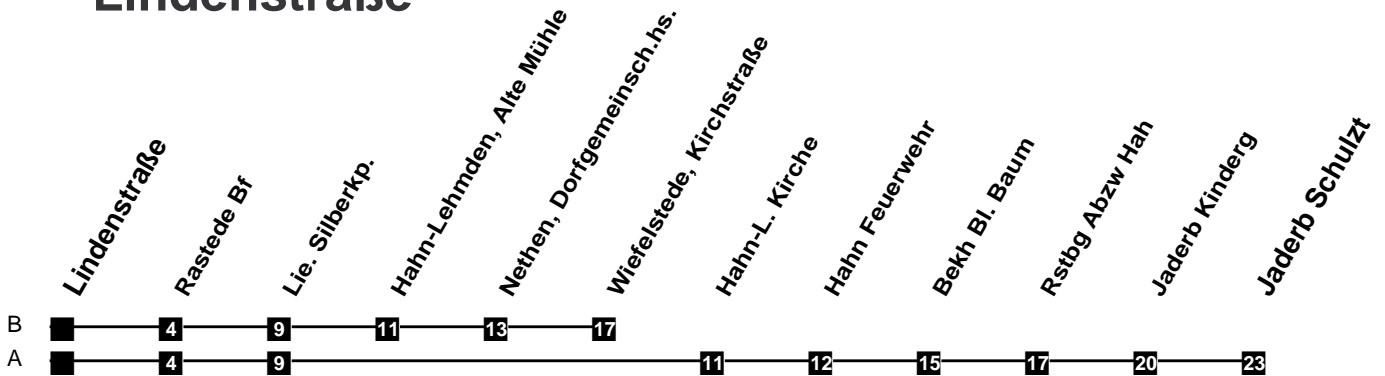 Lindenstraße
Lindenstraße
Rastede Bf
Lie. Silberkp.
Hahn-Lehmden, Alte Mühle
Nethen, Dorfgemeinsch.hs.
Wiefelstede, Kirchstraße
Hahn-L. Kirche
Hahn Feuerwehr
Bekh Bl. Baum
Rstbg Abzw Hah
Jaderb Kinderg
Jaderb Schulzt
B 4 9 11 13 17
A 4 9 11 12 15 17 20 23